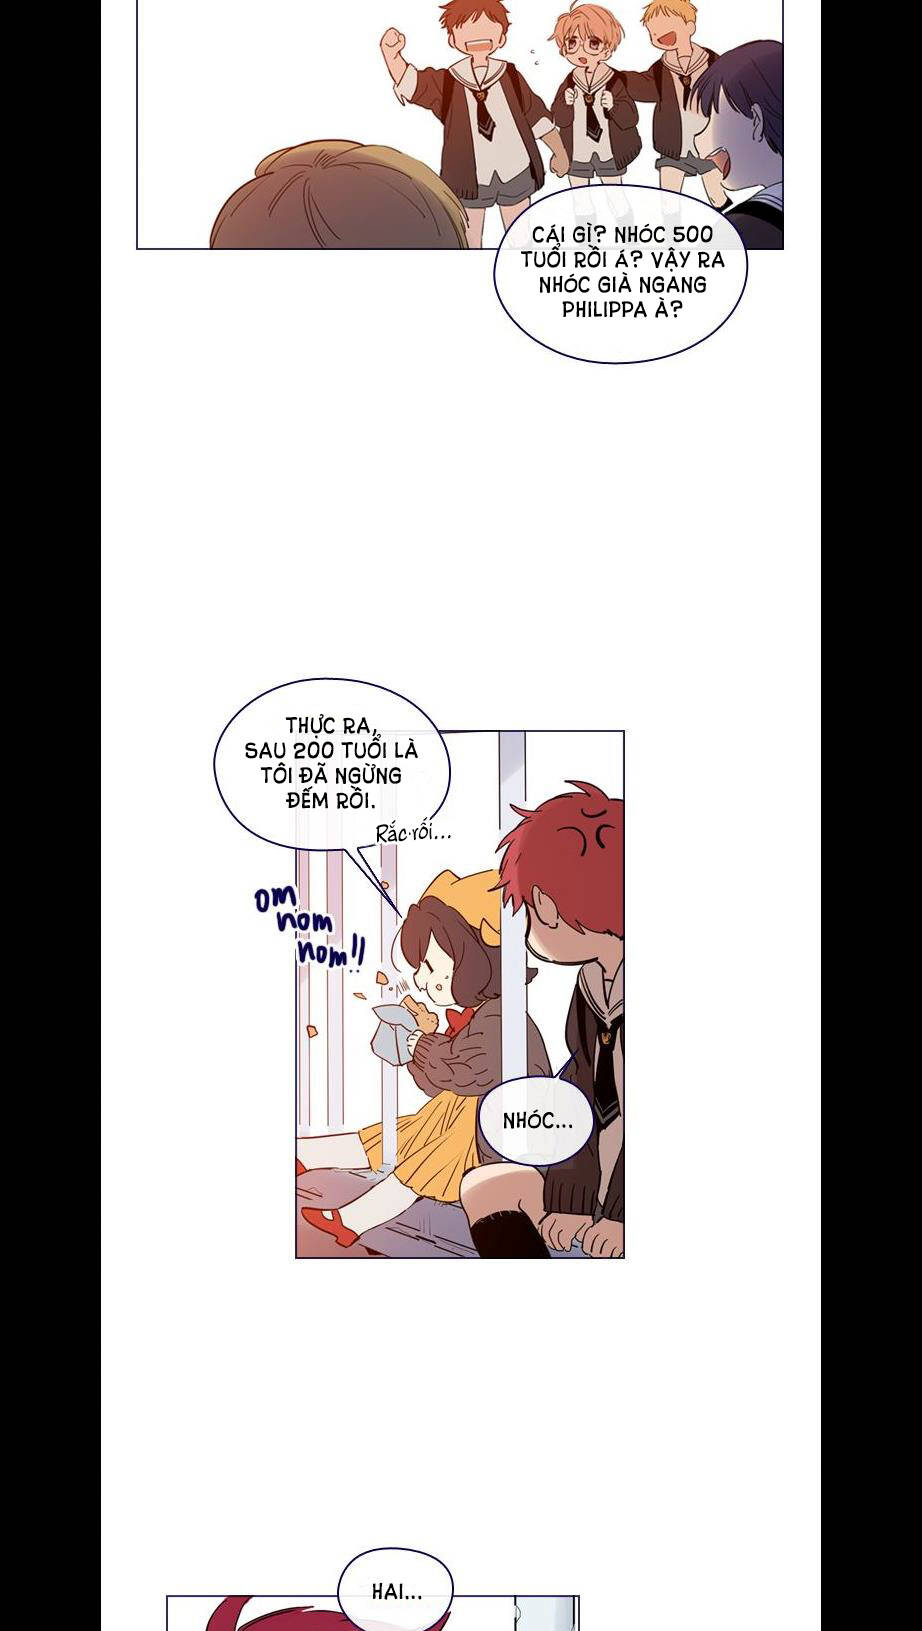 CÁI GÌ? NHÓC 500
TUỔI RỒI Á? VẬY RA
NHÓC GIÀ NGANG
PHILIPPA À?
THỰC RA,
SAU 200 TUỔI LÀ
TÔI ĐÃ NGỪNG
ĐẾM RỒI.
Rắc rối...
om
nom
nom!!
NHÓC...
HAI...